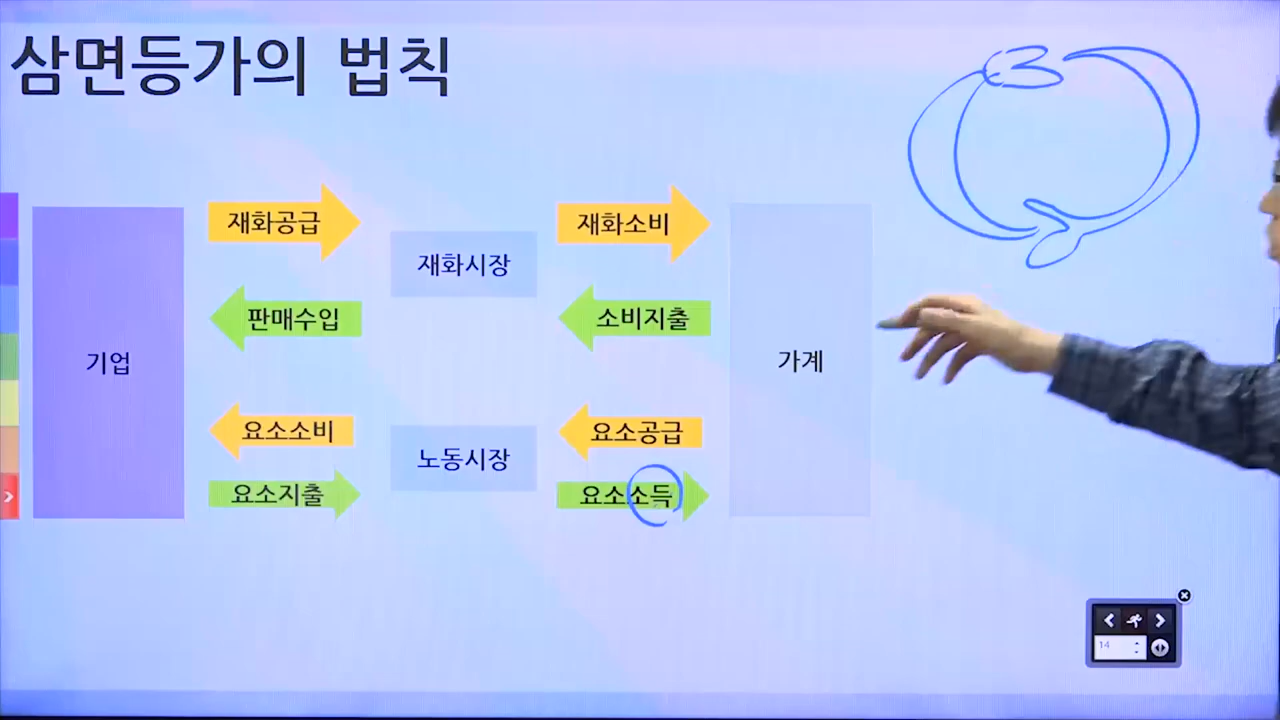 삼면등가의 법칙
재화공급
재화소비
재화시장
판매수입
소비지출
기업
가계
요소소비
요소공급
노동시장
요소지출
요소소득
14